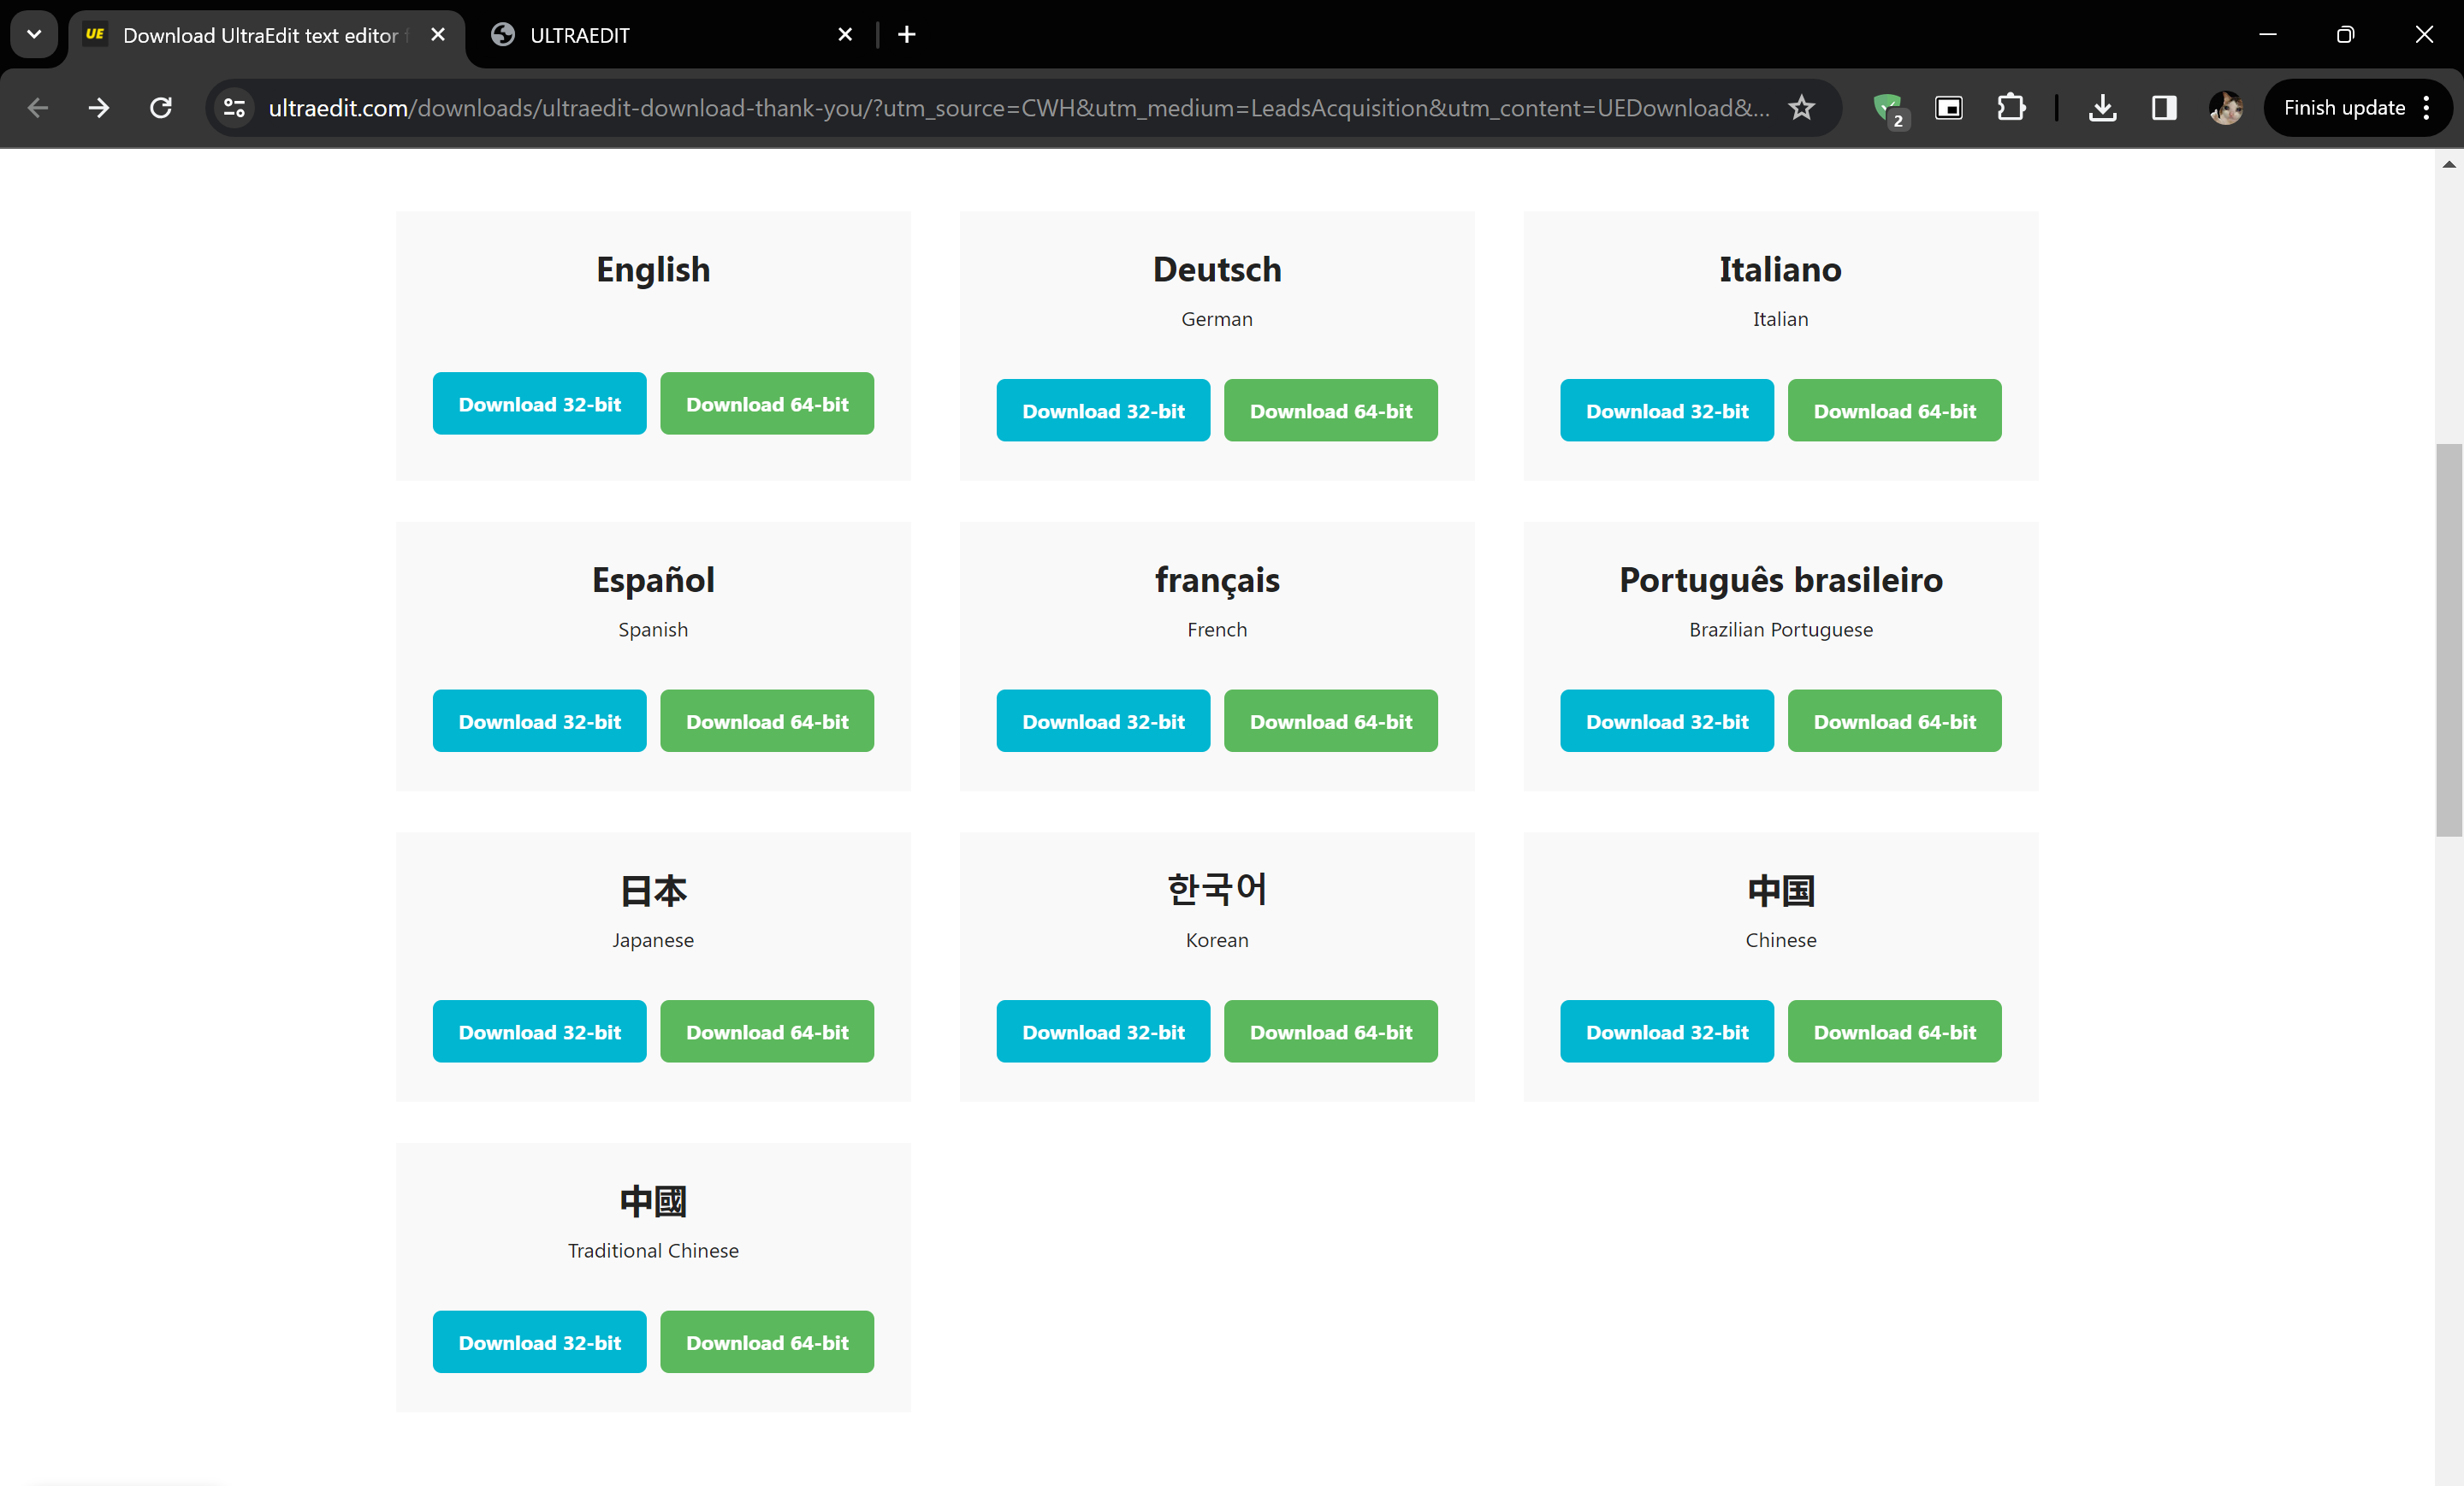 Download UltraEdit text editor
ULTRAEDIT
ultraedit.com/downloads/ultraedit-download-thank-you/?utm_source=CWH&utm_medium=LeadsAcquisition&utm_content=UEDownload&...
2
Finish update
English
Download 32-bit Download 64-bit
Deutsch
German
Download 32-bit Download 64-bit
Italiano
Italian
Download 32-bit Download 64-bit
Español
Spanish
Download 32-bit Download 64-bit
français
French
Download 32-bit Download 64-bit
Português brasileiro
Brazilian Portuguese
Download 32-bit Download 64-bit
日本
Japanese
Download 32-bit Download 64-bit
한국어
Korean
Download 32-bit Download 64-bit
中国
Chinese
Download 32-bit Download 64-bit
中國
Traditional Chinese
Download 32-bit Download 64-bit